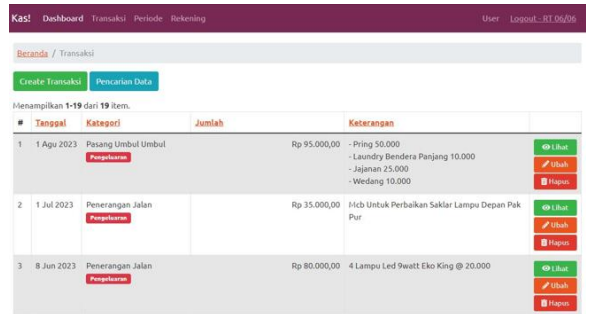 Kas! Dashboard Transaksi Periode Rekening User Logout - RT 06/06
Beranda / Transaksi
Create Transaksi Pencarian Data
Menampilkan 1-19 dari 19 item.
# Tanggal Kategori Jumlah Keterangan
1 1 Agu 2023 Pasang Umbul Umbul Rp 95.000,00 - Pring 50.000 Lihat
Pengeluaran - Laundry Bendera Panjang 10.000
- Jajanan 25.000 Ubah
- Wedang 10.000 Hapus
2 1 Jul 2023 Penerangan Jalan Rp 35.000,00 Mcb Untuk Perbaikan Saklar Lampu Depan Pak Lihat
Pengeluaran Pur Ubah
Hapus
3 8 Jun 2023 Penerangan Jalan Rp 80.000,00 4 Lampu Led 9watt Eko King @ 20.000 Lihat
Pengeluaran Ubah
Hapus